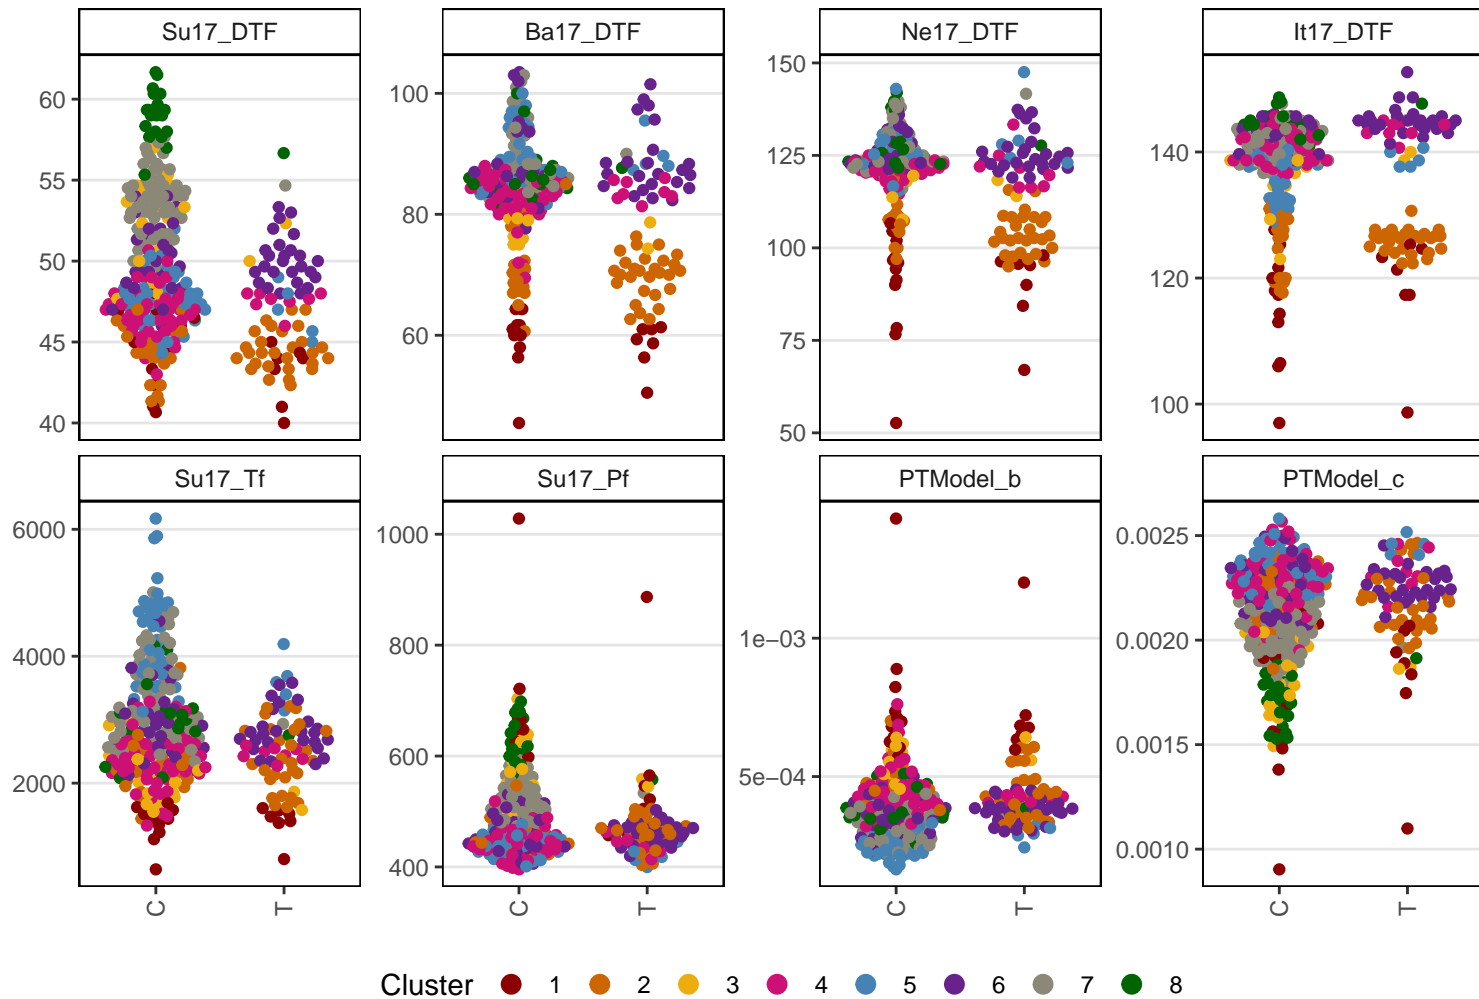 Su17_DTF
Ba17_DTF
Ne17_DTF
It17_DTF
60
55
50
45
40
100
80
60
150
125
100
75
50
140
120
100
Su17_Tf
Su17_Pf
PTModel_b
PTModel_c
6000
4000
2000
1000
800
600
400
1e−03
5e−04
0.0025
0.0020
0.0015
0.0010
C
T
C
T
C
T
C
T
Cluster 1 2 3 4 5 6 7 8